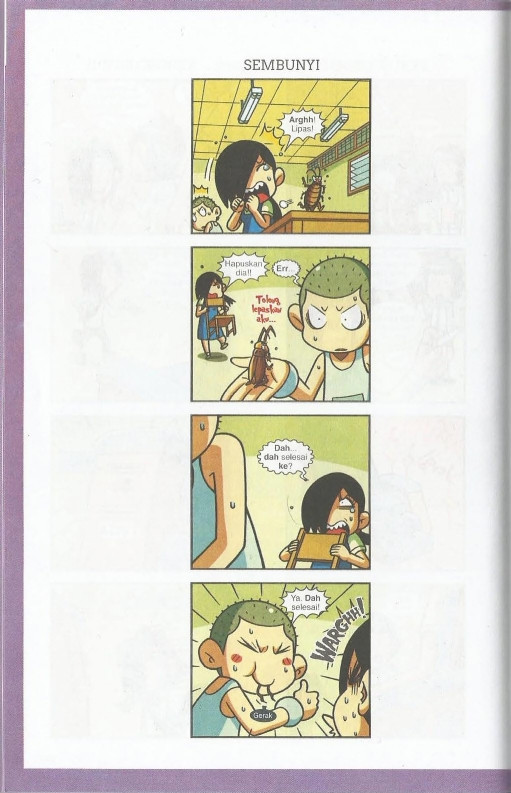 SEMBUNYI
Arghh!
Lipas!
Hapuskan
dia!!
Err...
Tolong
lepaskan
aku...
Dah...
dah selesai
ke?
Ya. Dah
selesai!
WARGHH!
Gerak